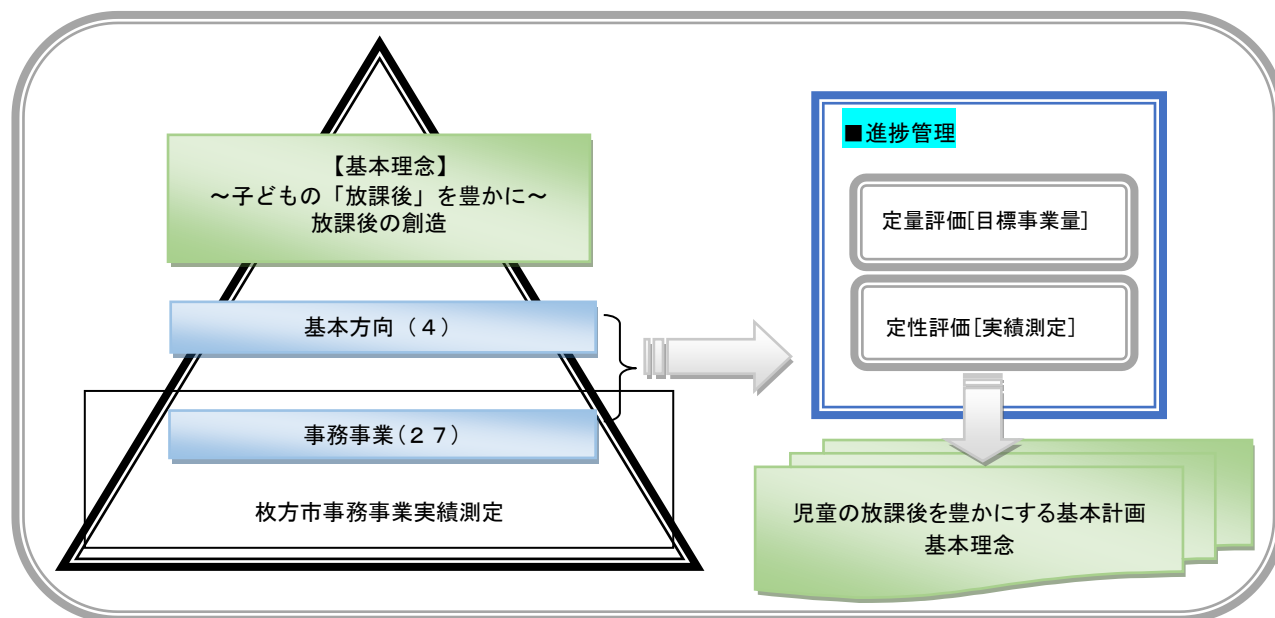 【基本理念】
～子どもの「放課後」を豊かに～
放課後の創造
基本方向（４）
事務事業(２７)
枚方市事務事業実績測定
■進捗管理
定量評価[目標事業量]
定性評価[実績測定]
児童の放課後を豊かにする基本計画
基本理念